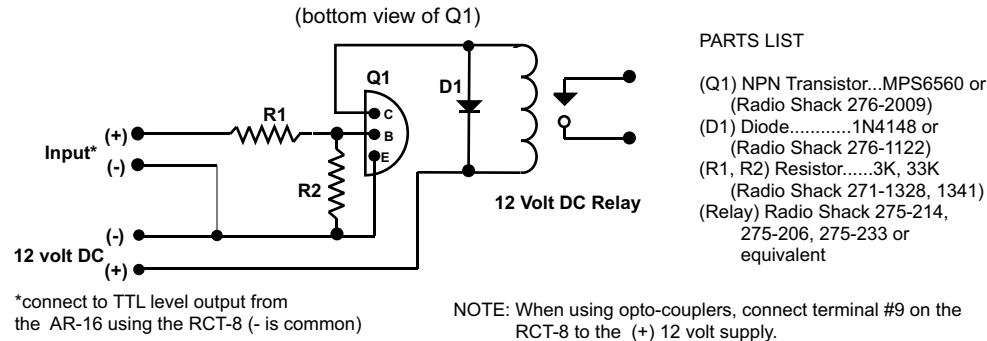 (bottom view of Q1)
Q1
C
B
E
D1
R1
R2
(+)
Input*
(-)
(-)
12 volt DC
(+)
12 Volt DC Relay
*connect to TTL level output from
the AR-16 using the RCT-8 (- is common)
PARTS LIST
(Q1) NPN Transistor...MPS6560 or
(Radio Shack 276-2009)
(D1) Diode............1N4148 or
(Radio Shack 276-1122)
(R1, R2) Resistor......3K, 33K
(Radio Shack 271-1328, 1341)
(Relay) Radio Shack 275-214,
275-206, 275-233 or
equivalent
NOTE: When using opto-couplers, connect terminal #9 on the
RCT-8 to the (+) 12 volt supply.